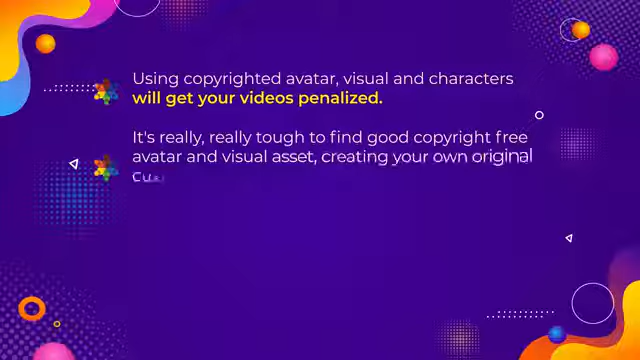 Using copyrighted avatar, visual and characters
will get your videos penalized.
It's really, really tough to find good copyright free
avatar and visual asset, creating your own original